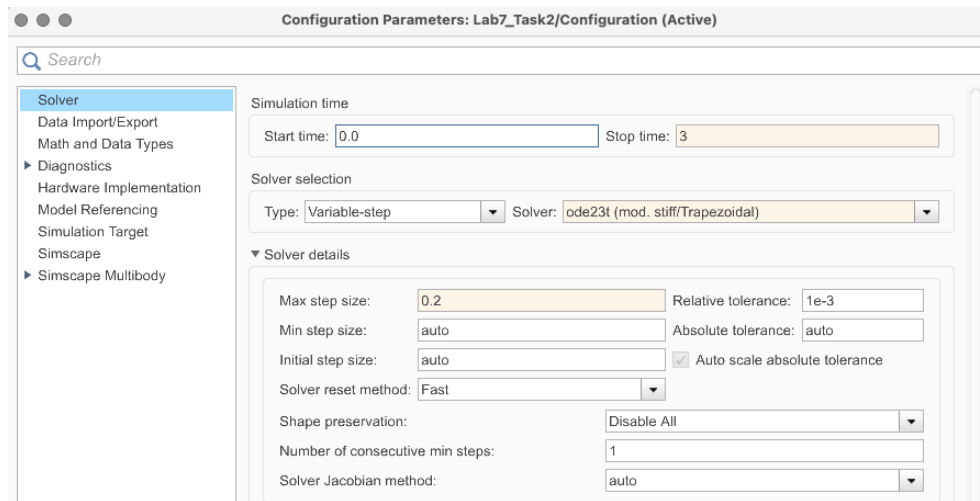 Configuration Parameters: Lab7_Task2/Configuration (Active)
Search
Solver
Data Import/Export
Math and Data Types
Diagnostics
Hardware Implementation
Model Referencing
Simulation Target
Simscape
Simscape Multibody
Simulation time
Start time: 0.0 Stop time: 3
Solver selection
Type: Variable-step Solver: ode23t (mod. stiff/Trapezoidal)
Solver details
Max step size: 0.2 Relative tolerance: 1e-3
Min step size: auto Absolute tolerance: auto
Initial step size: auto Auto scale absolute tolerance
Solver reset method: Fast
Shape preservation: Disable All
Number of consecutive min steps: 1
Solver Jacobian method: auto